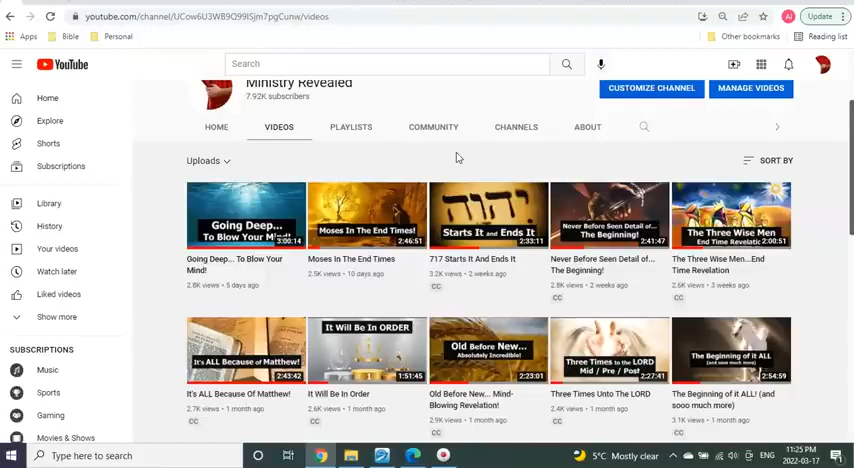 youtube.com/channel/UCow6U3WB9Q99ISjm7pgCunw/videos
Update
Apps
Bible
Personal
Other bookmarks
Reading list
YouTube
Search
Ministry Revealed
7.92K subscribers
CUSTOMIZE CHANNEL
MANAGE VIDEOS
HOME
VIDEOS
PLAYLISTS
COMMUNITY
CHANNELS
ABOUT
Home
Explore
Shorts
Subscriptions
Library
History
Your videos
Watch later
Liked videos
Show more
SUBSCRIPTIONS
Music
Sports
Gaming
Movies & Shows
Uploads
SORT BY
Going Deep...
To Blow Your Mind!
3:00:14
Going Deep... To Blow Your
Mind!
2.8K views • 5 days ago
Moses In The End Times!
2:46:51
Moses In The End Times
2.5K views • 10 days ago
יהוה
Starts It and Ends It
2:33:11
717 Starts It And Ends It
3.2K views • 2 weeks ago
CC
Never Before Seen Detail of...
The Beginning!
2:41:47
Never Before Seen Detail of...
The Beginning!
2.8K views • 2 weeks ago
CC
The Three Wise Men
End Time Revelatic
2:00:51
The Three Wise Men...End
Time Revelation
2.6K views • 3 weeks ago
CC
It's ALL Because of Matthew!
2:43:42
It's ALL Because Of Matthew!
2.7K views • 1 month ago
CC
It Will Be In ORDER
1:51:45
It Will Be In Order
2.6K views • 1 month ago
CC
Old Before New...
Absolutely Incredible!
2:23:01
Old Before New... Mind-
Blowing Revelation!
2.9K views • 1 month ago
Three Times to the LORD
Mid / Pre / Post
2:27:41
Three Times Unto The LORD
2.4K views • 1 month ago
CC
The Beginning of it ALL
(and sooo much more)
2:54:59
The Beginning of it ALL! (and
sooo much more)
3.1K views • 1 month ago
Type here to search
5°C Mostly clear
ENG
11:25 PM
2022-03-17